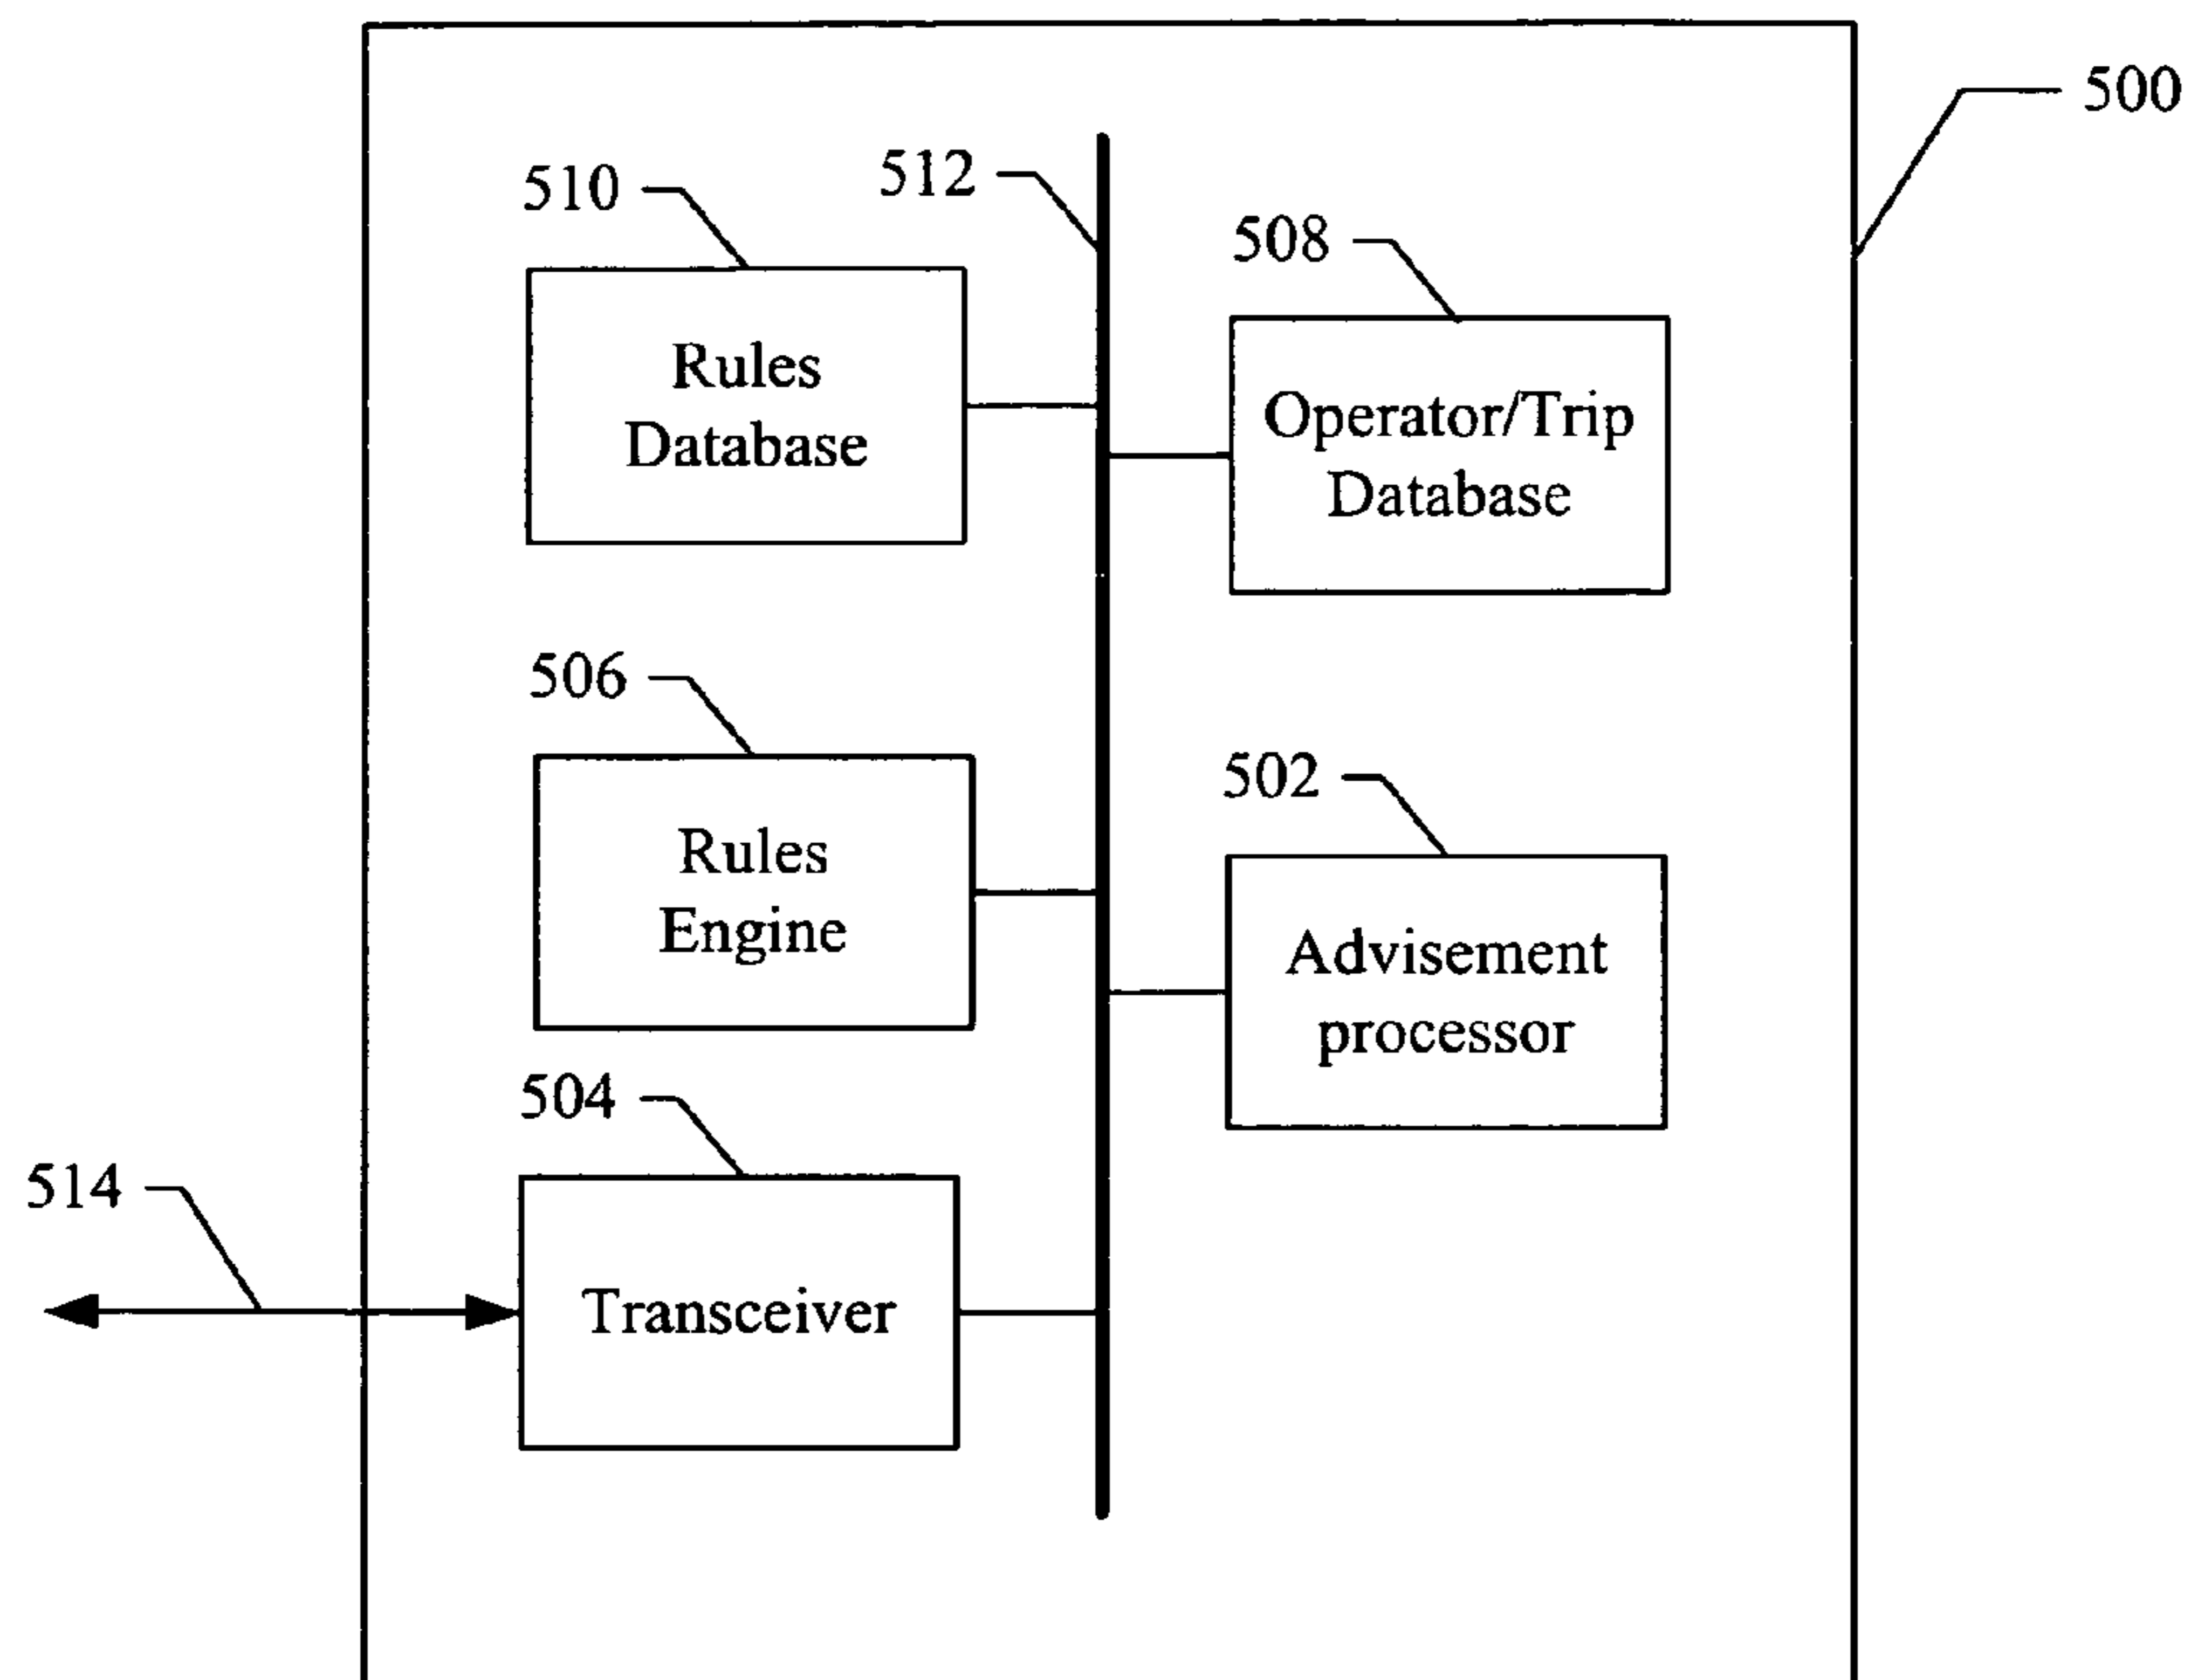 500
512
510
508
Rules
Database
Operator/Trip
Database
506
502
Rules
Engine
Advisement
processor
504
514
Transceiver